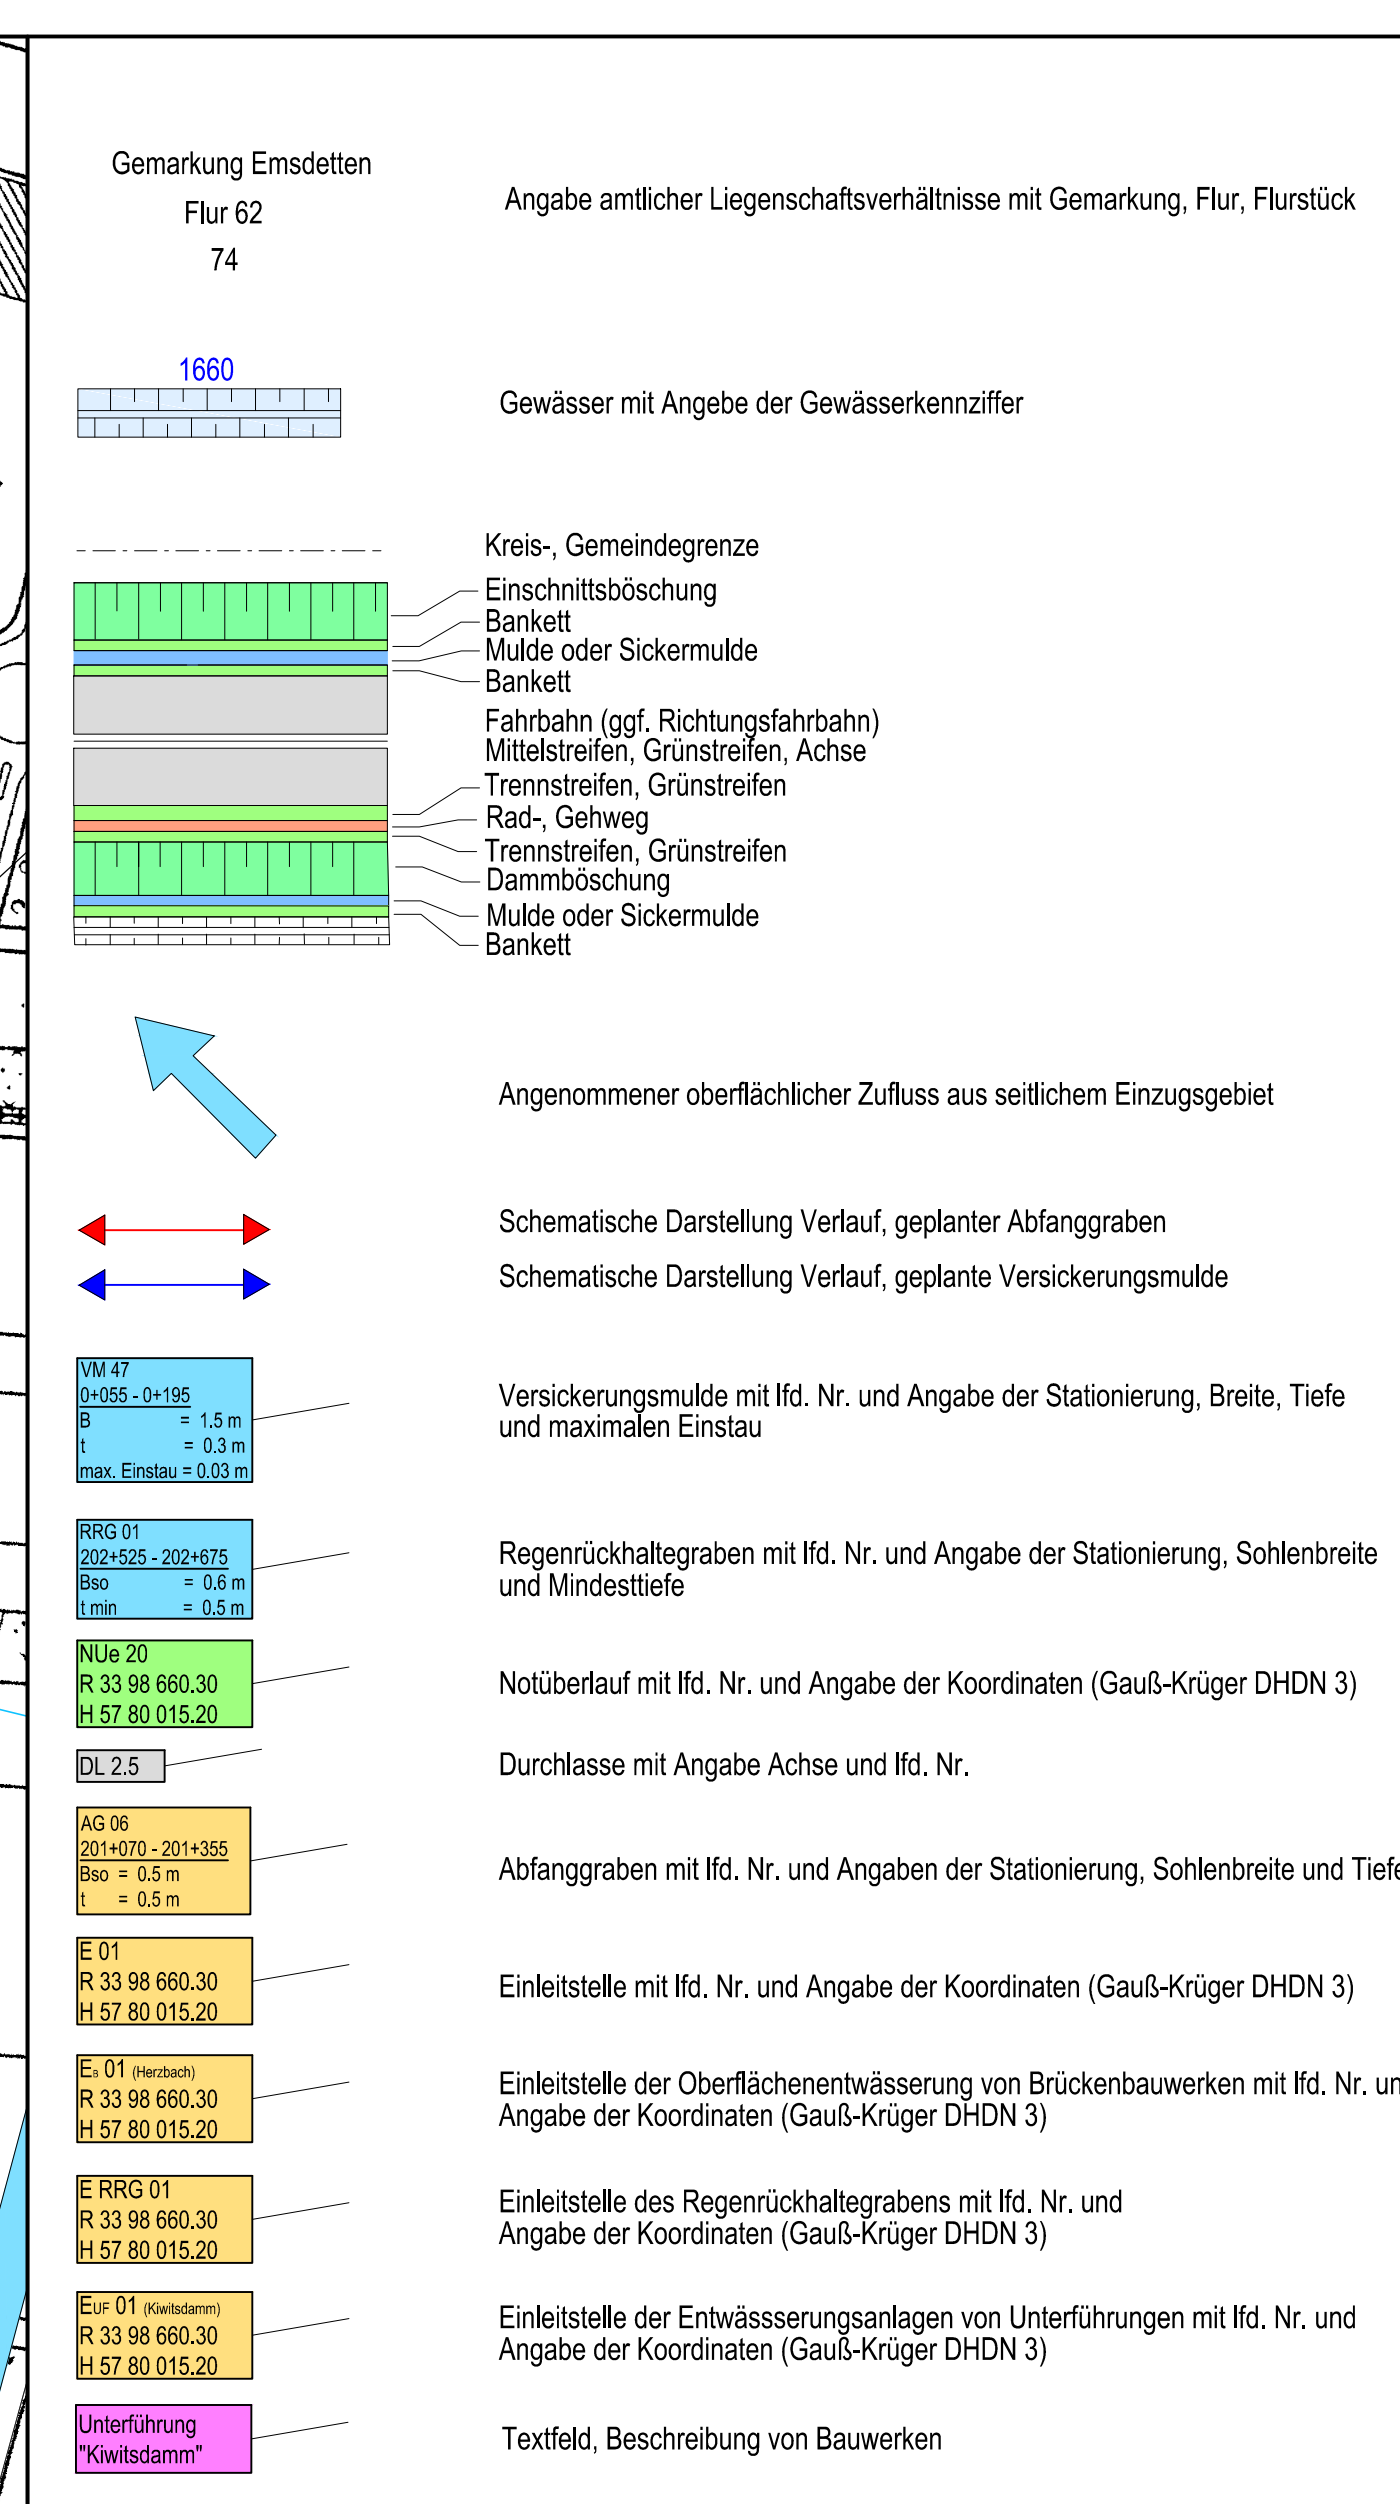 Gemarkung Emsdetten
Flur 62
74
Angabe amtlicher Liegenschaftsverhältnisse mit Gemarkung, Flur, Flurstück
1660
Gewässer mit Angebe der Gewässerkennziffer
Kreis-, Gemeindegrenze
Einschnittsböschung
Bankett
Mulde oder Sickermulde
Bankett
Fahrbahn (ggf. Richtungsfahrbahn)
Mittelstreifen, Grünstreifen, Achse
Trennstreifen, Grünstreifen
Rad-, Gehweg
Trennstreifen, Grünstreifen
Dammböschung
Mulde oder Sickermulde
Bankett
Angenommener oberflächlicher Zufluss aus seitlichem Einzugsgebiet
Schematische Darstellung Verlauf, geplanter Abfanggraben
Schematische Darstellung Verlauf, geplante Versickerungsmulde
VM 47
0+055 - 0+195
B = 1.5 m
t = 0.3 m
max. Einstau = 0.03 m
Versickerungsmulde mit lfd. Nr. und Angabe der Stationierung, Breite, Tiefe
und maximalen Einstau
RRG 01
202+525 - 202+675
Bso = 0.6 m
t min = 0.5 m
Regenrückhaltegraben mit lfd. Nr. und Angabe der Stationierung, Sohlenbreite
und Mindesttiefe
NUe 20
R 33 98 660.30
H 57 80 015.20
Notüberlauf mit lfd. Nr. und Angabe der Koordinaten (Gauß-Krüger DHDN 3)
DL 2.5
Durchlasse mit Angabe Achse und lfd. Nr.
AG 06
201+070 - 201+355
Bso = 0.5 m
t = 0.5 m
Abfanggraben mit lfd. Nr. und Angaben der Stationierung, Sohlenbreite und Tiefe
E 01
R 33 98 660.30
H 57 80 015.20
Einleitstelle mit lfd. Nr. und Angabe der Koordinaten (Gauß-Krüger DHDN 3)
EB 01 (Herzbach)
R 33 98 660.30
H 57 80 015.20
Einleitstelle der Oberflächenentwässerung von Brückenbauwerken mit lfd. Nr. un
Angabe der Koordinaten (Gauß-Krüger DHDN 3)
E RRG 01
R 33 98 660.30
H 57 80 015.20
Einleitstelle des Regenrückhaltegrabens mit lfd. Nr. und
Angabe der Koordinaten (Gauß-Krüger DHDN 3)
EUF 01 (Kiwitsdamm)
R 33 98 660.30
H 57 80 015.20
Einleitstelle der Entwässserungsanlagen von Unterführungen mit lfd. Nr. und
Angabe der Koordinaten (Gauß-Krüger DHDN 3)
Unterführung
"Kiwitsdamm"
Textfeld, Beschreibung von Bauwerken